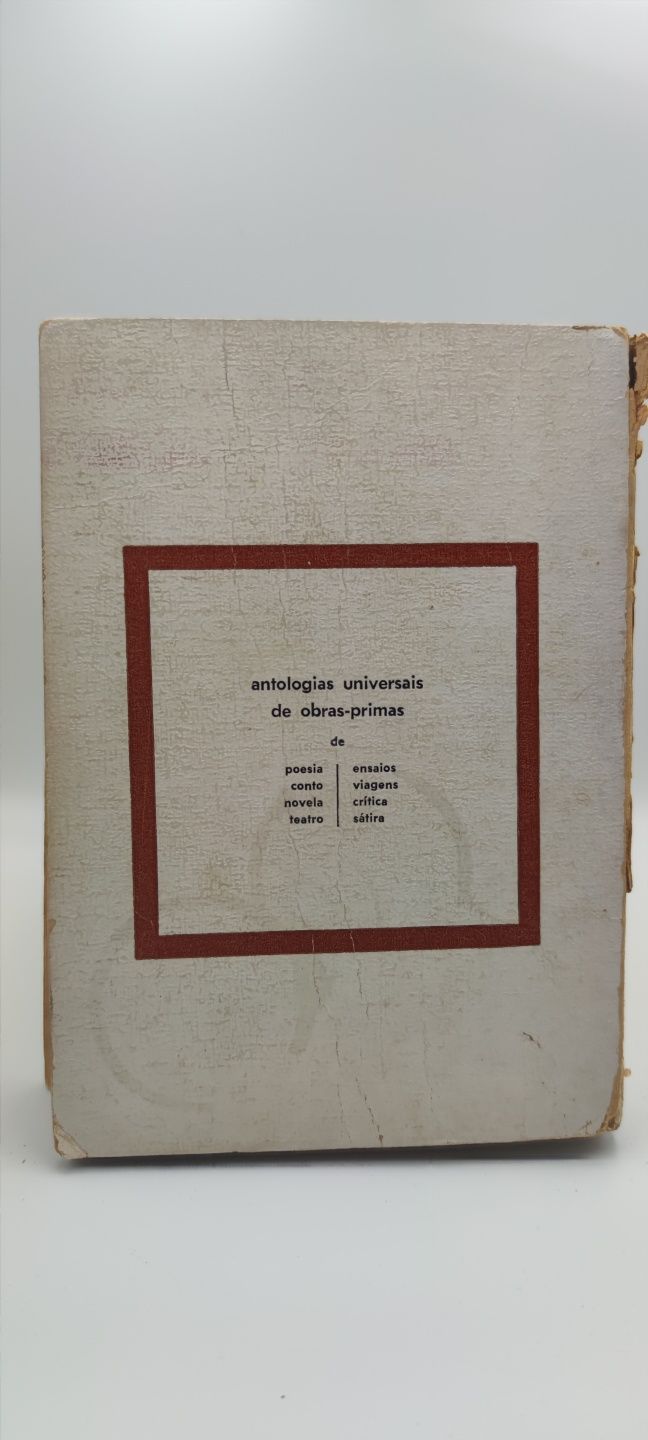 antologias universais
de obras-primas
de
poesia | ensaios
conto | viagens
novela | crítica
teatro | sátira